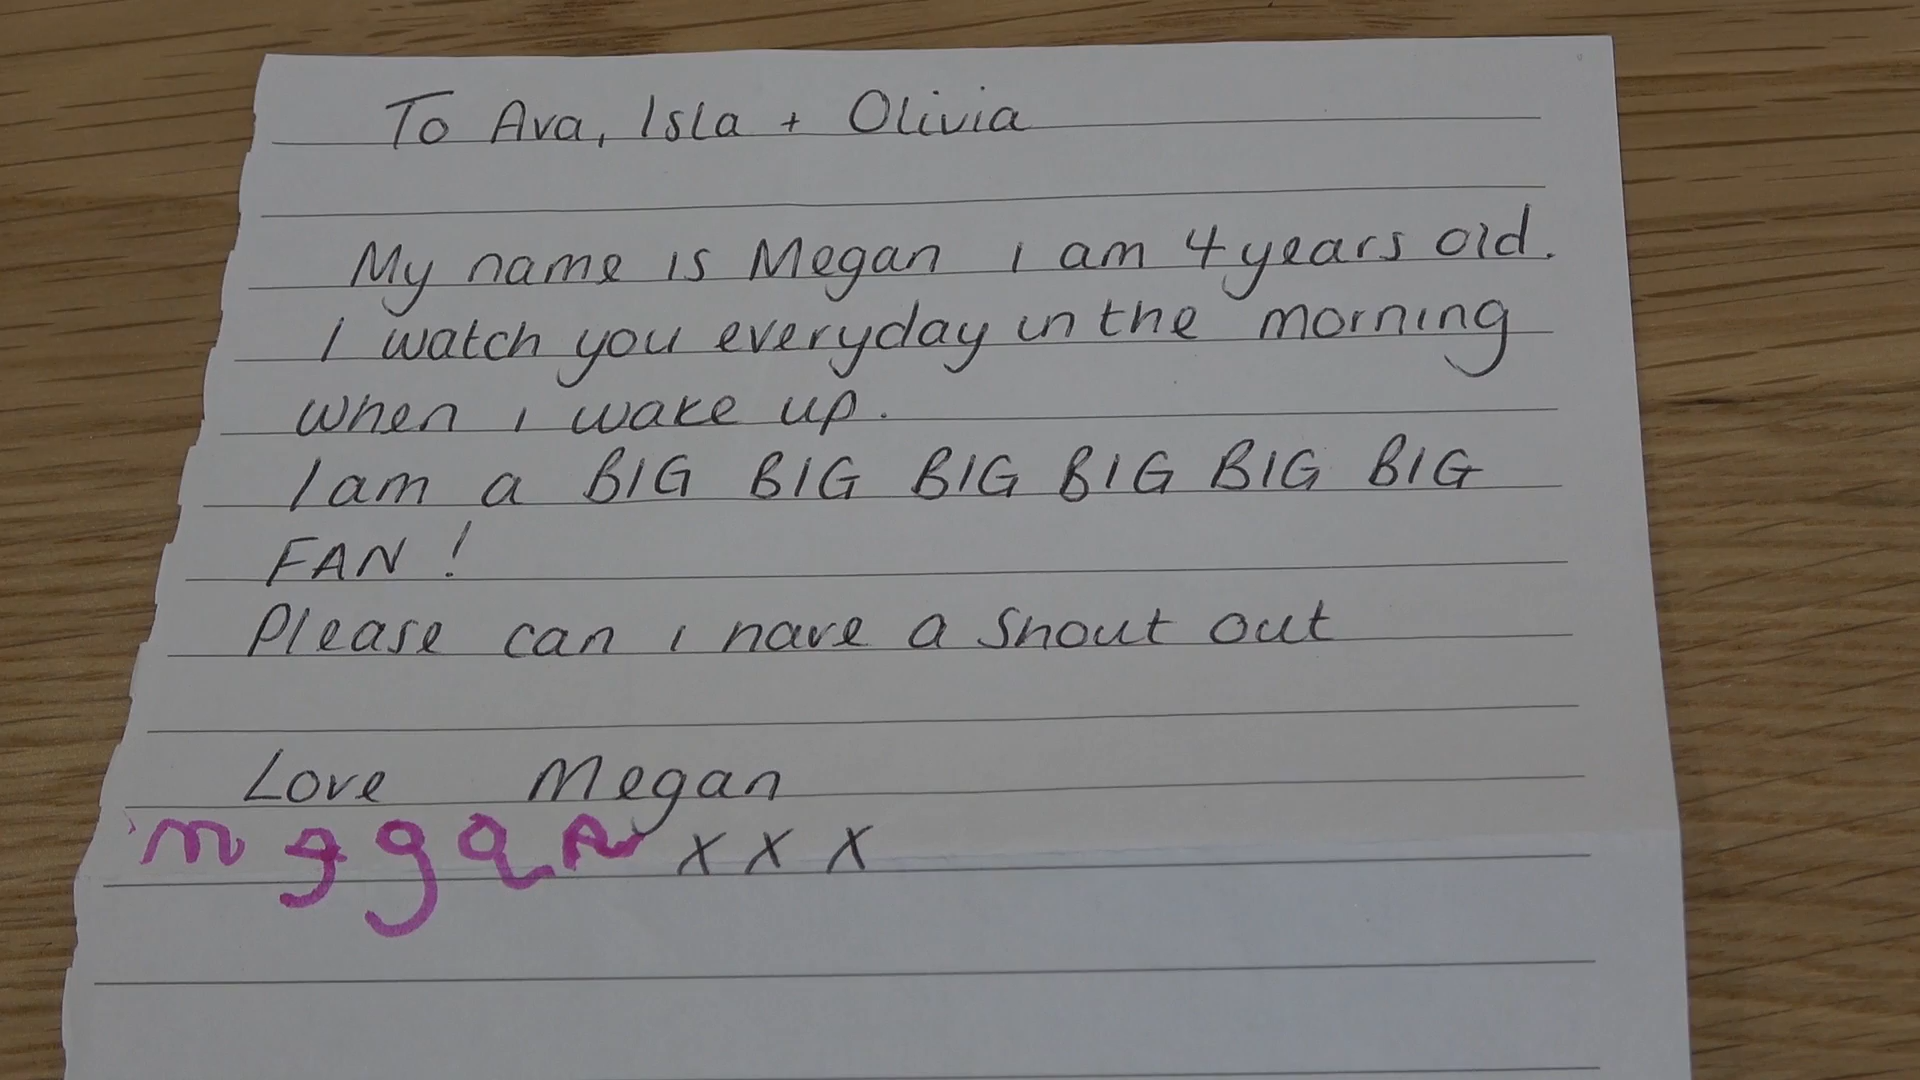 To Ava, Isla + Olivia
My name is Megan i am 4 years old.
I watch you everyday in the morning
when i wake up.
I am a BIG BIG BIG BIG BIG BIG
FAN!
Please can i have a shout out
Love Megan
megan x x x